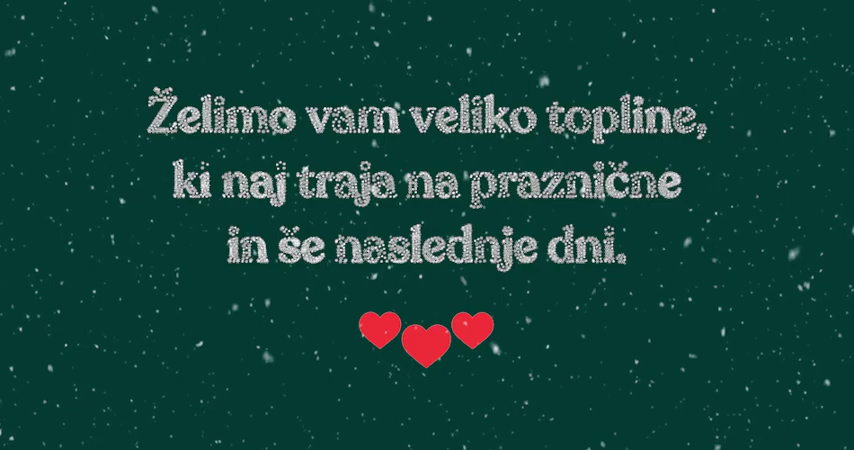 Želimo vam veliko topline,
ki naj traja na praznične
in še naslednje dni.